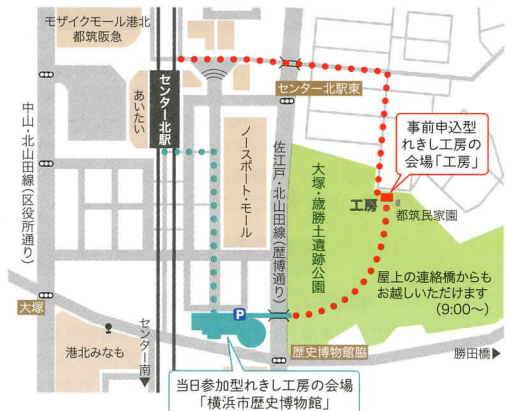 モザイクモール港北
都筑阪急
あいたい
センター北駅
センター北駅東
中山・北山田線(区役所通り)
ノースポート・モール
佐江戸・北山田線(歴博通り)
大塚・歳勝土遺跡公園
事前申込型
れきし工房の
会場「工房」
工房
都筑民家園
屋上の連絡橋からも
お越しいただけます
(9:00〜)
P
大塚
港北みなも
センター南▼
歴史博物館脇
勝田橋▶
当日参加型れきし工房の会場
「横浜市歴史博物館」